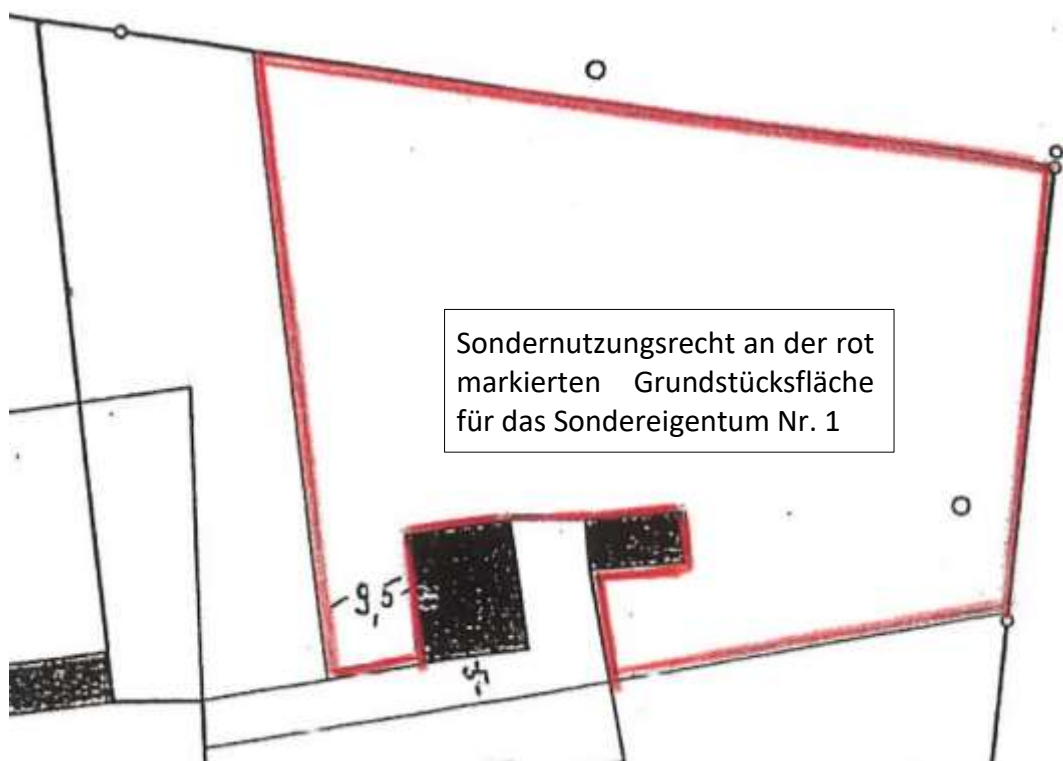 Sondernutzungsrecht an der rot
markierten Grundstücksfläche
für das Sondereigentum Nr. 1
9,5